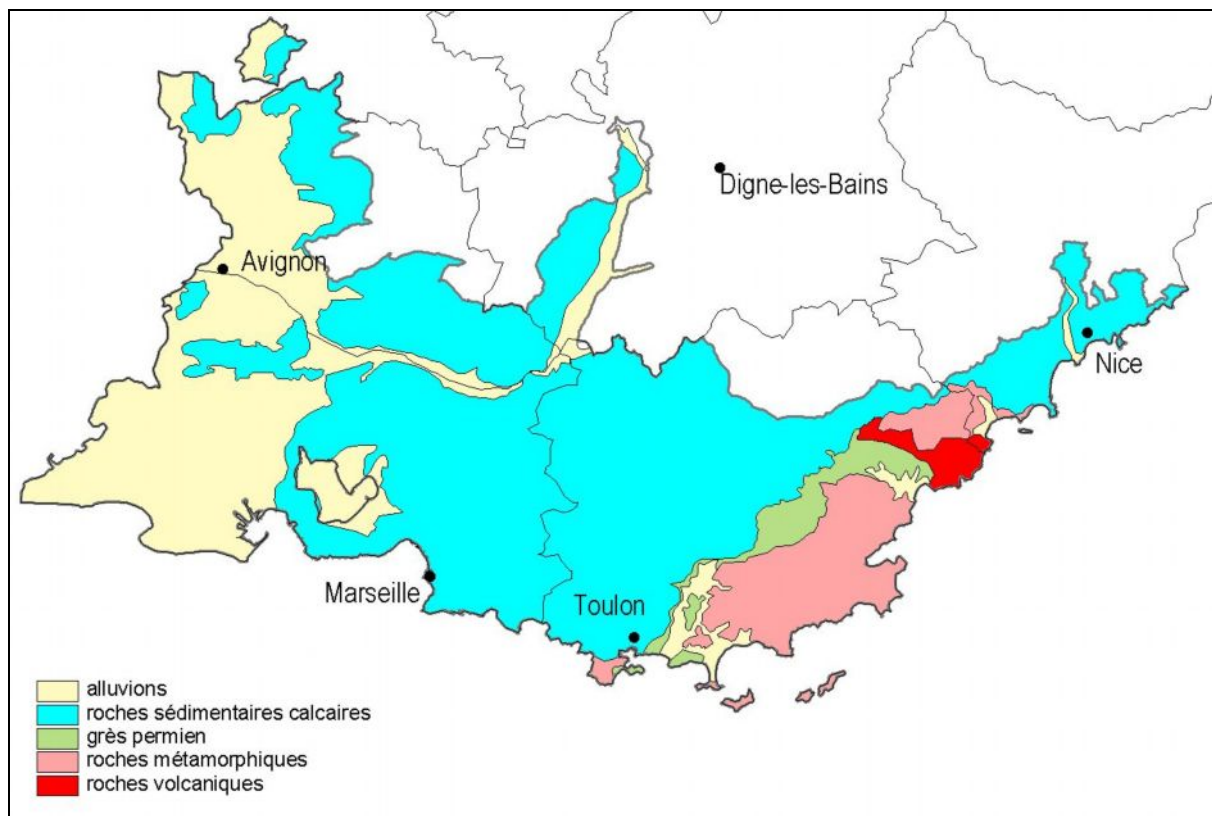 Digne-les-Bains
Avignon
Nice
Marseille
Toulon
alluvions
roches sédimentaires calcaires
grès permien
roches métamorphiques
roches volcaniques